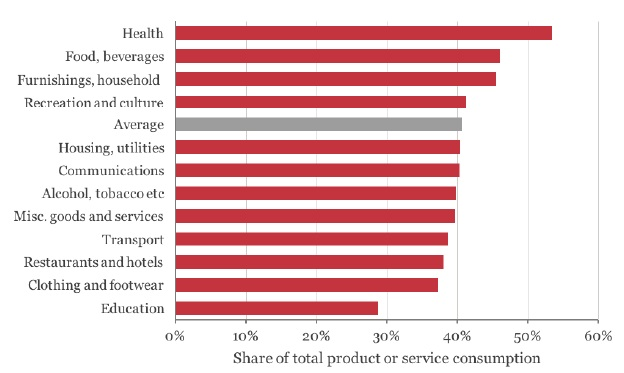 Health
Food, beverages
Furnishings, household
Recreation and culture
Average
Housing, utilities
Communications
Alcohol, tobacco etc
Misc. goods and services
Transport
Restaurants and hotels
Clothing and footwear
Education
0% 10% 20% 30% 40% 50% 60%
Share of total product or service consumption